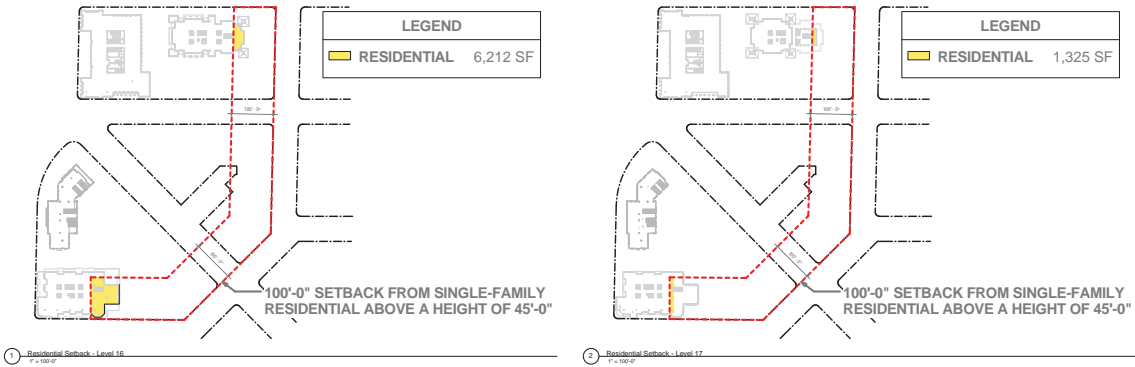 LEGEND
RESIDENTIAL 6,212 SF
100'- 0"
100'- 0"
100'-0" SETBACK FROM SINGLE-FAMILY
RESIDENTIAL ABOVE A HEIGHT OF 45'-0"
1 Residential Setback - Level 16
1" = 100'-0"
LEGEND
RESIDENTIAL 1,325 SF
100'- 0"
100'- 0"
100'-0" SETBACK FROM SINGLE-FAMILY
RESIDENTIAL ABOVE A HEIGHT OF 45'-0"
2 Residential Setback - Level 17
1" = 100'-0"